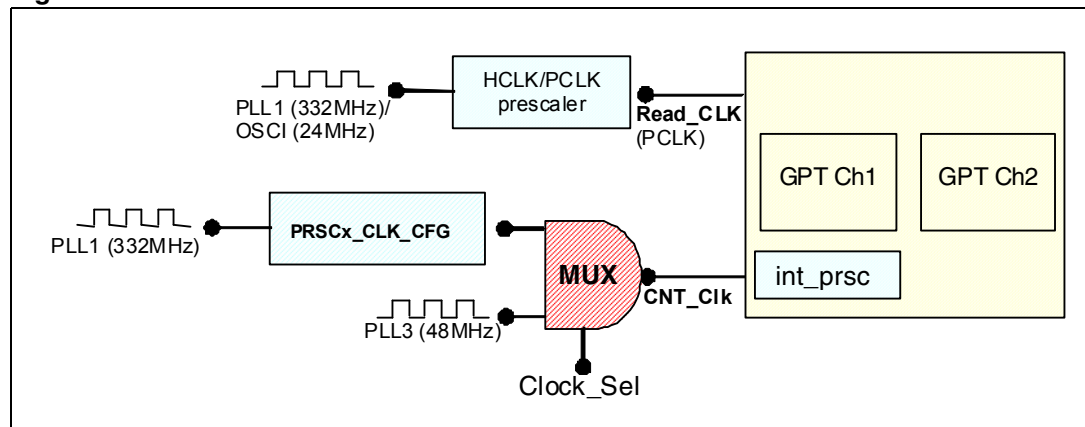 HCLK/PCLK
prescaler
PLL1 (332MHz)/
OSCI (24MHz)
Read_CLK
(PCLK)
GPT Ch1
GPT Ch2
PRSCx_CLK_CFG
PLL1 (332MHz)
MUX
int_prsc
CNT_Clk
PLL3 (48MHz)
Clock_Sel